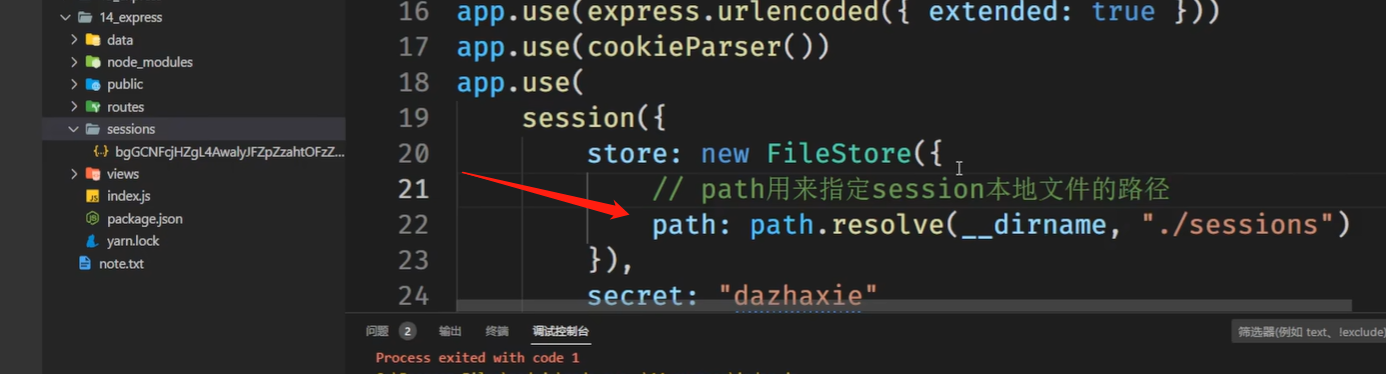 14_express
data
node_modules
public
routes
sessions
bgGCNFcjHZgL4AwalyJFZpZzahtOFzZ...
views
index.js
package.json
yarn.lock
note.txt
16 app.use(express.urlencoded({ extended: true }))
17 app.use(cookieParser())
18 app.use(
19 session({
20 store: new FileStore({
21 // path用来指定session本地文件的路径
22 path: path.resolve(__dirname, "./sessions")
23 }),
24 secret: "dazhaxie"
问题 2 输出 终端 调试控制台 筛选器(例如 text、!exclude)
Process exited with code 1